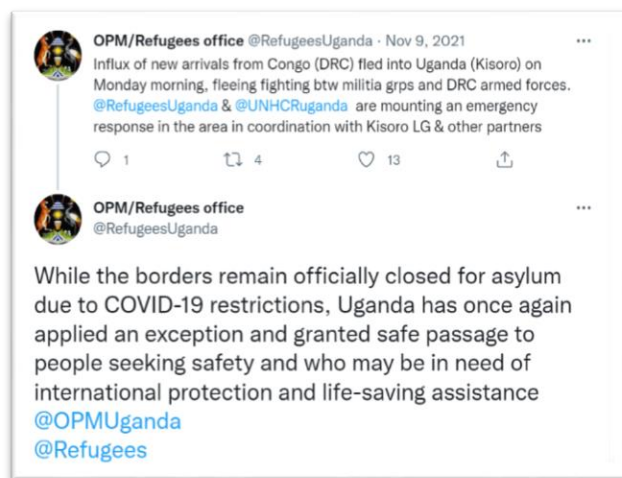 OPM/Refugees office @RefugeesUganda · Nov 9, 2021 ···
Influx of new arrivals from Congo (DRC) fled into Uganda (Kisoro) on
Monday morning, fleeing fighting btw militia grps and DRC armed forces.
@RefugeesUganda & @UNHCRuganda are mounting an emergency
response in the area in coordination with Kisoro LG & other partners
1 4 13
OPM/Refugees office ···
@RefugeesUganda
While the borders remain officially closed for asylum
due to COVID-19 restrictions, Uganda has once again
applied an exception and granted safe passage to
people seeking safety and who may be in need of
international protection and life-saving assistance
@OPMUganda
@Refugees